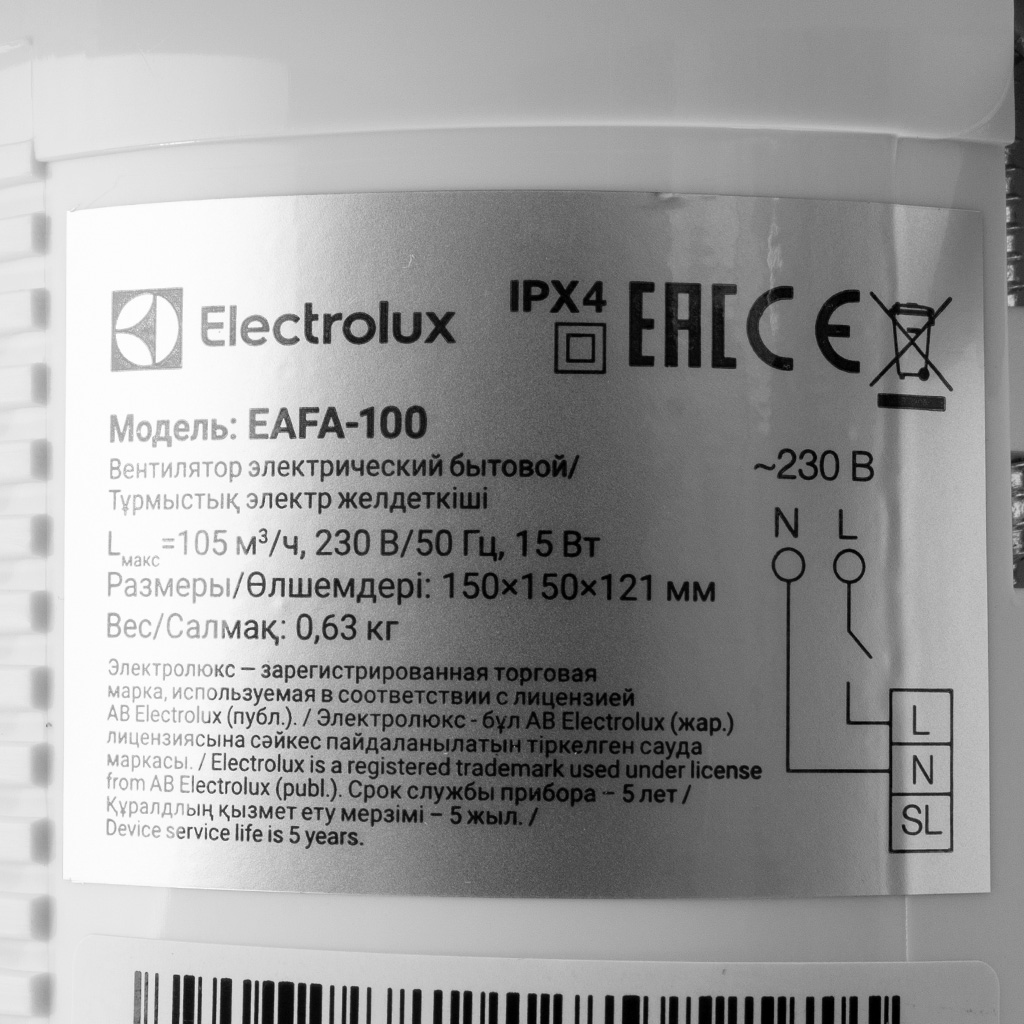 Electrolux
IPX4
EAC CE
Модель: EAFA-100
Вентилятор электрический бытовой/
Тұрмыстық электр желдеткіші
Lмакс=105 м³/ч, 230 В/50 Гц, 15 Вт
Размеры/Өлшемдері: 150×150×121 мм
Вес/Салмақ: 0,63 кг
Электролюкс — зарегистрированная торговая
марка, используемая в соответствии с лицензией
AB Electrolux (публ.). / Электролюкс - бұл AB Electrolux (жар.)
лицензиясына сәйкес пайдаланылатын тіркелген сауда
маркасы. / Electrolux is a registered trademark used under license
from AB Electrolux (publ.). Срок службы прибора – 5 лет /
Құралдлың қызмет ету мерзімі – 5 жыл. /
Device service life is 5 years.
~230 В
N L
L
N
SL